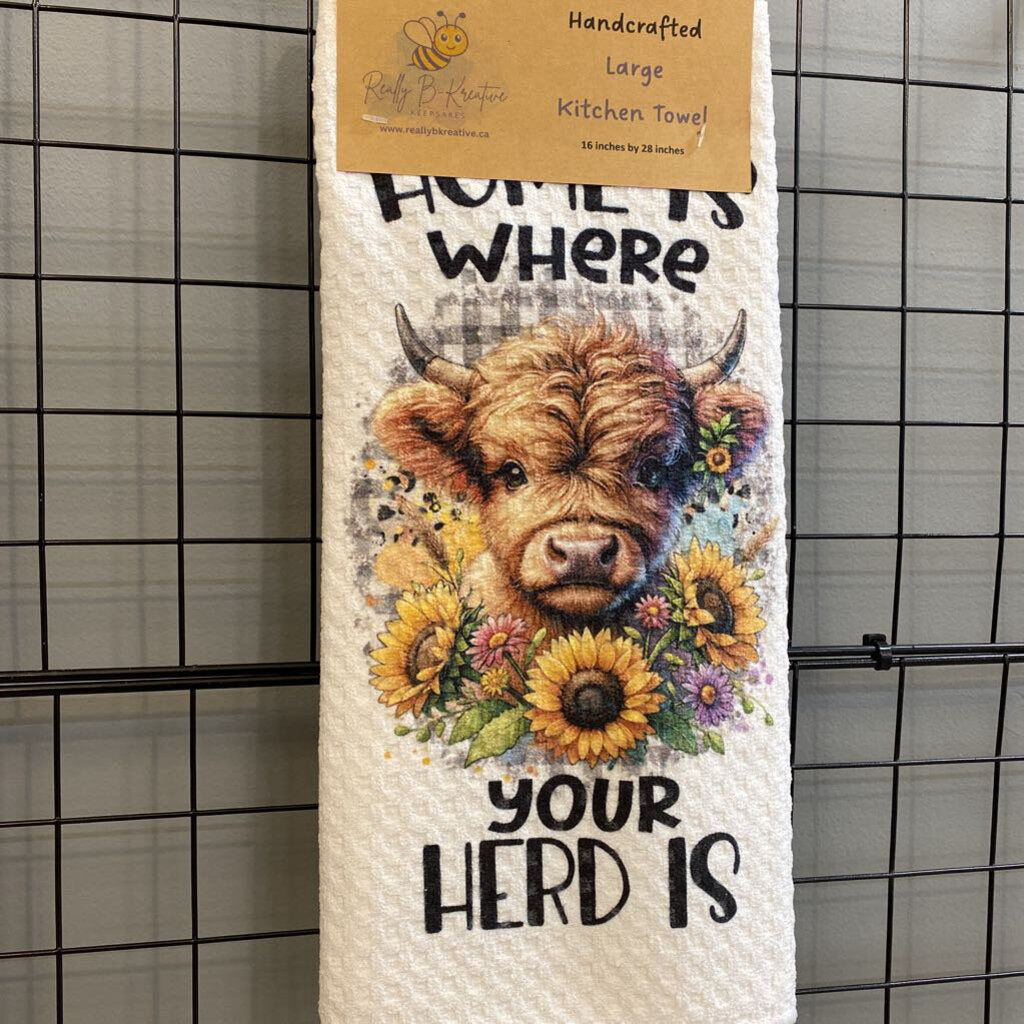 Really B-Kreative
KEEPSAKES
www.reallybkreative.ca
Handcrafted
Large
Kitchen Towel
16 inches by 28 inches
HOME IS
WHeRe
YOUR
HERD IS